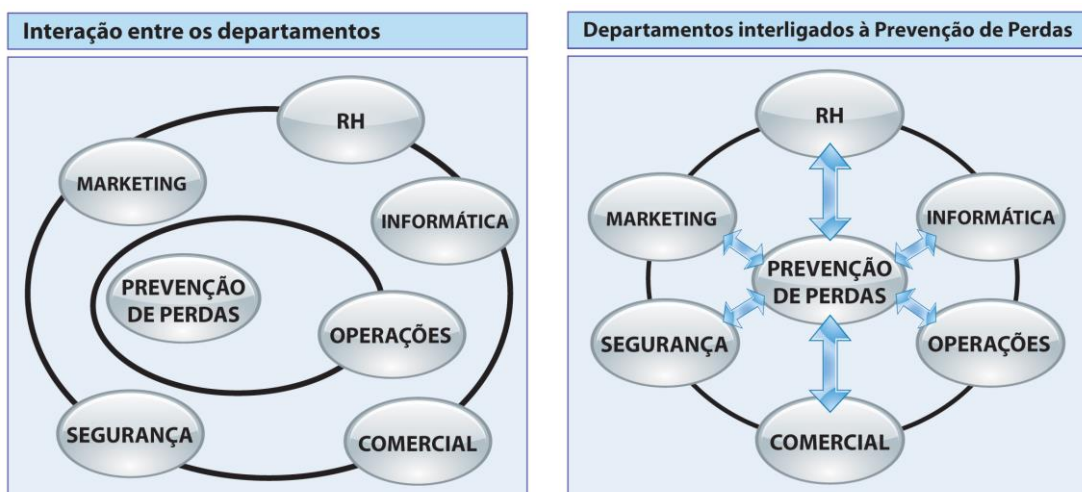 Interação entre os departamentos
RH
MARKETING
INFORMÁTICA
PREVENÇÃO
DE PERDAS
OPERAÇÕES
SEGURANÇA
COMERCIAL
Departamentos interligados à Prevenção de Perdas
RH
MARKETING
INFORMÁTICA
PREVENÇÃO
DE PERDAS
SEGURANÇA
OPERAÇÕES
COMERCIAL